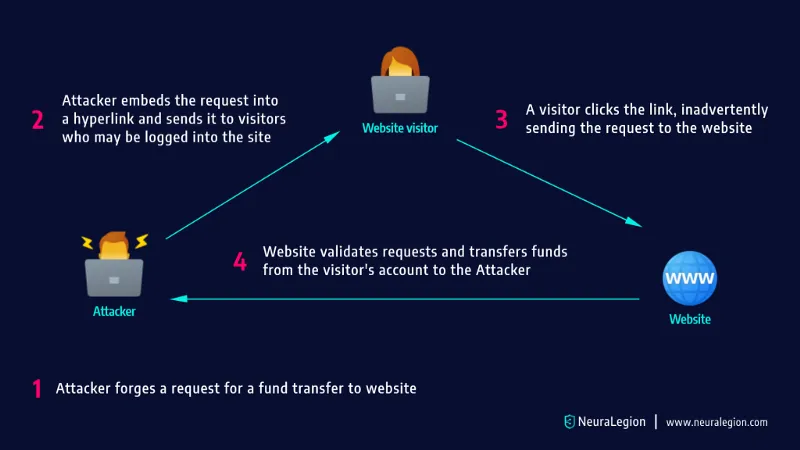 2
Attacker embeds the request into
a hyperlink and sends it to visitors
who may be logged into the site
Website visitor
3
A visitor clicks the link, inadvertently
sending the request to the website
4
Website validates requests and transfers funds
from the visitor's account to the Attacker
Attacker
WWW
Website
1
Attacker forges a request for a fund transfer to website
NeuraLegion | www.neuralegion.com